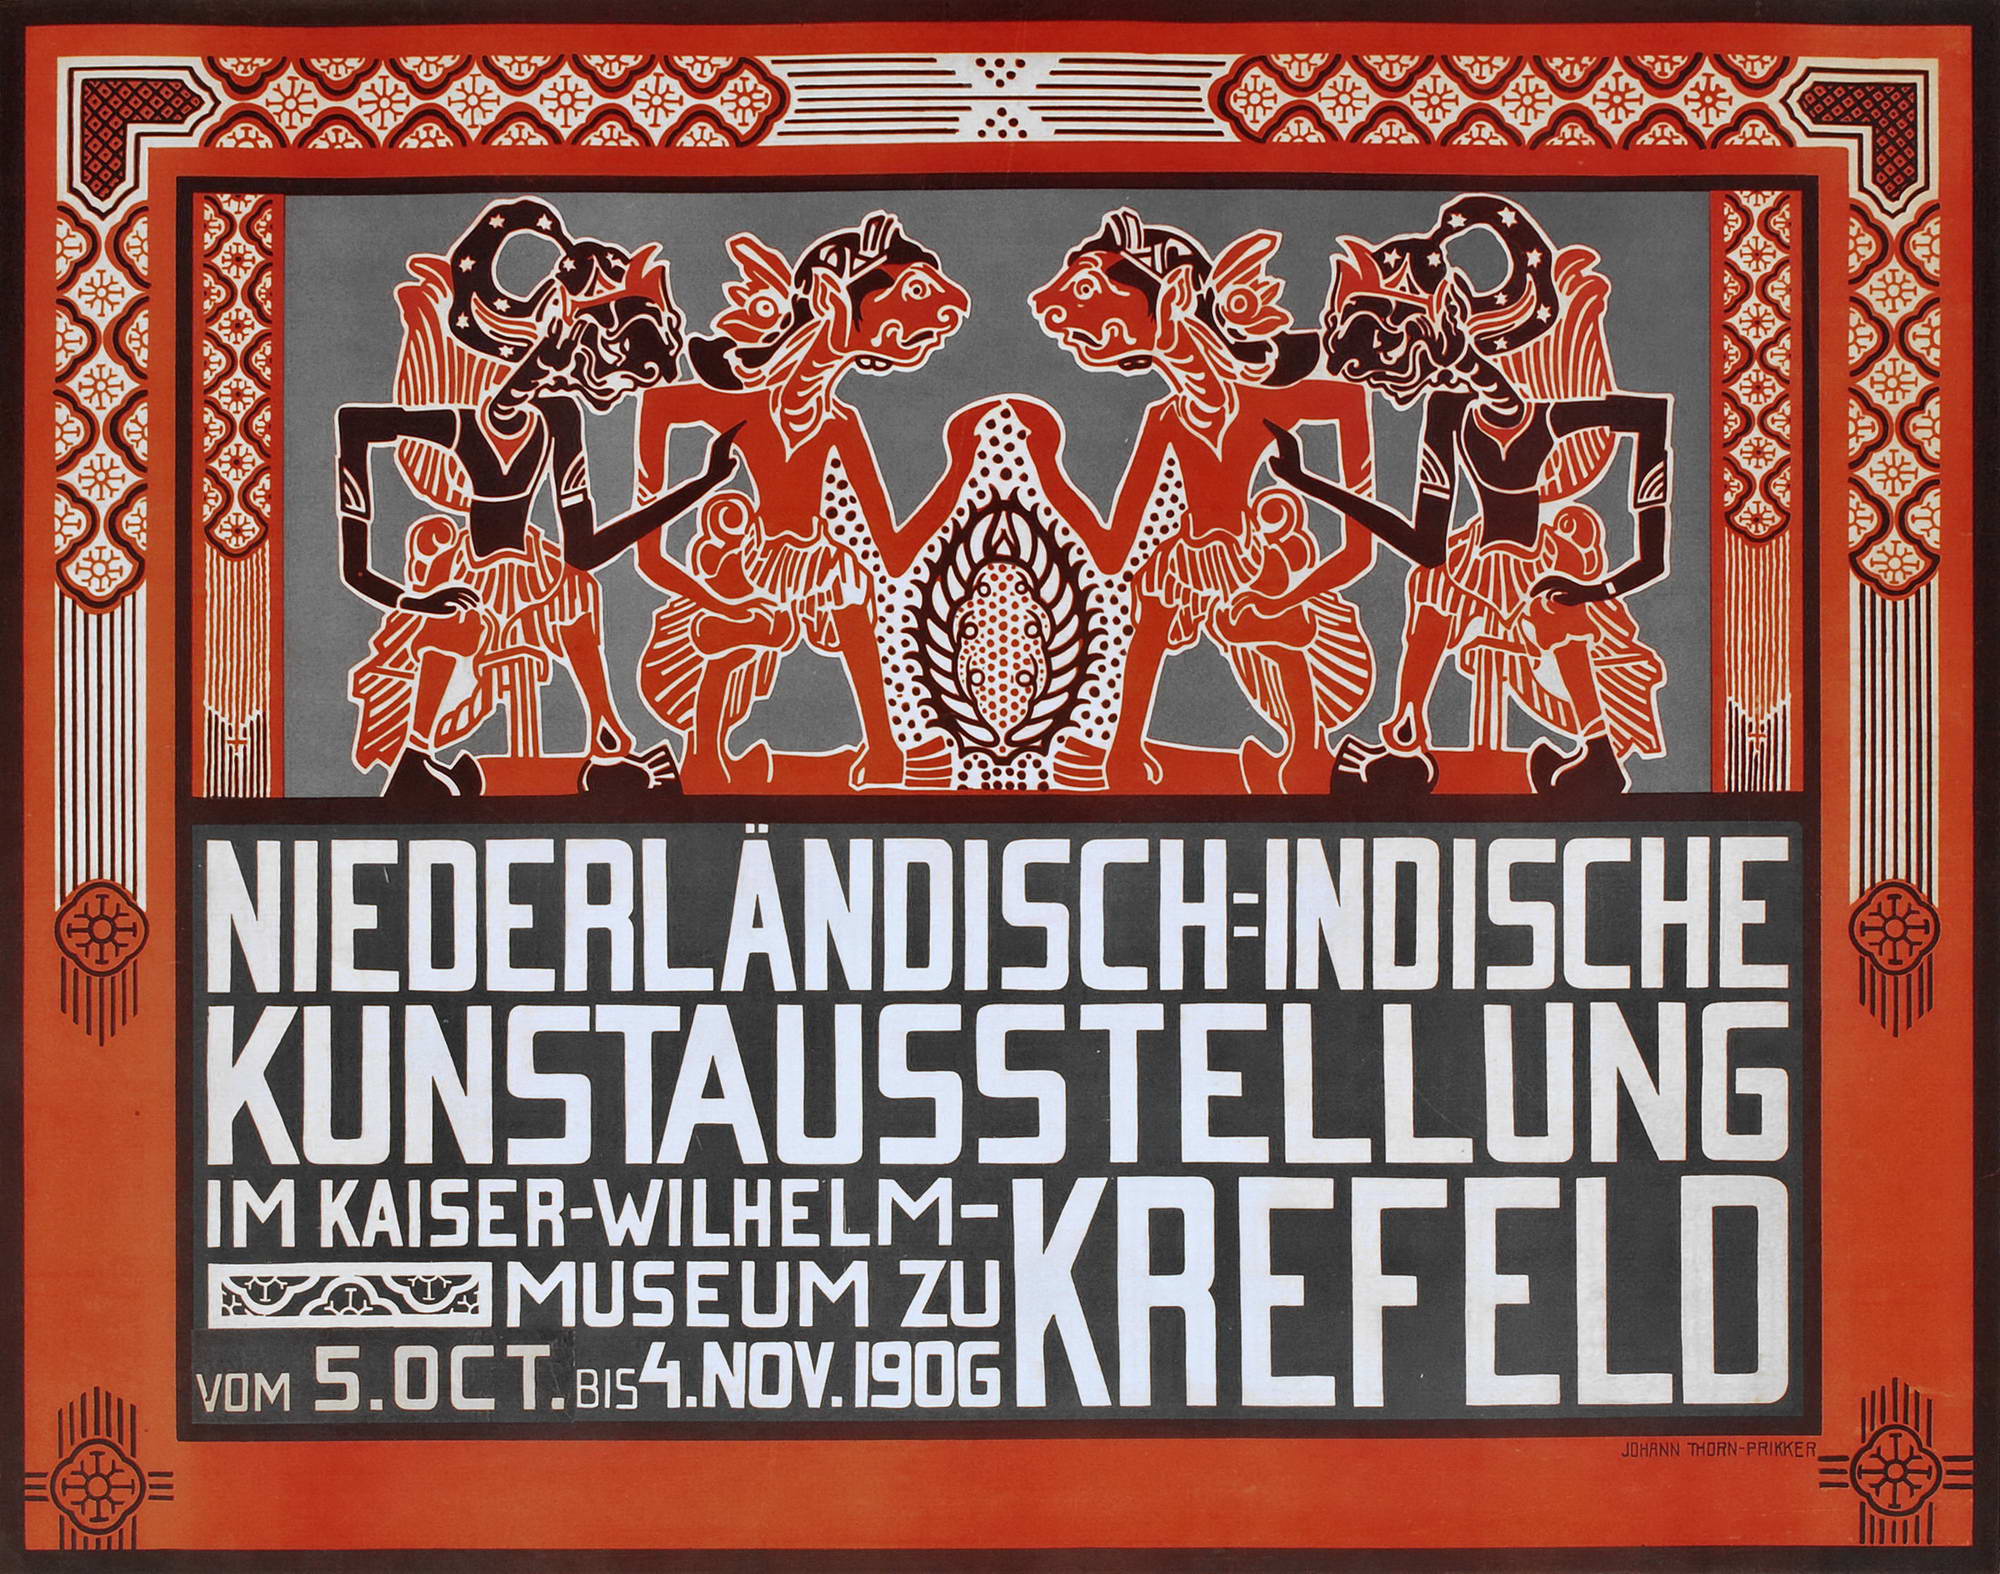 NIEDERLÄNDISCH=INDISCHE
KUNSTAUSSTELLUNG
IM KAISER-WILHELM-
MUSEUM ZU
KREFELD
VOM 5. OCT. BIS 4. NOV. 1906
JOHANN THORN-PRIKKER